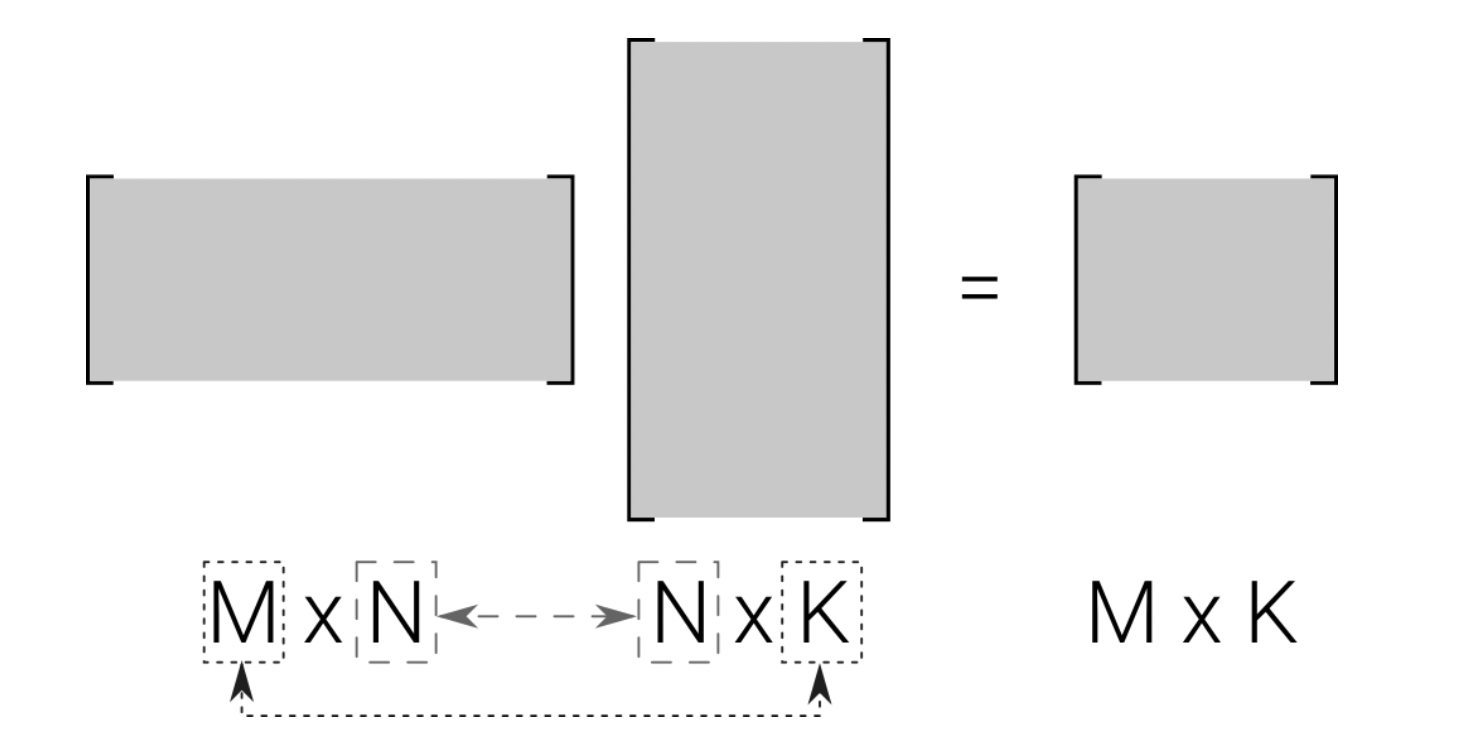 =
M x N N x K M x K